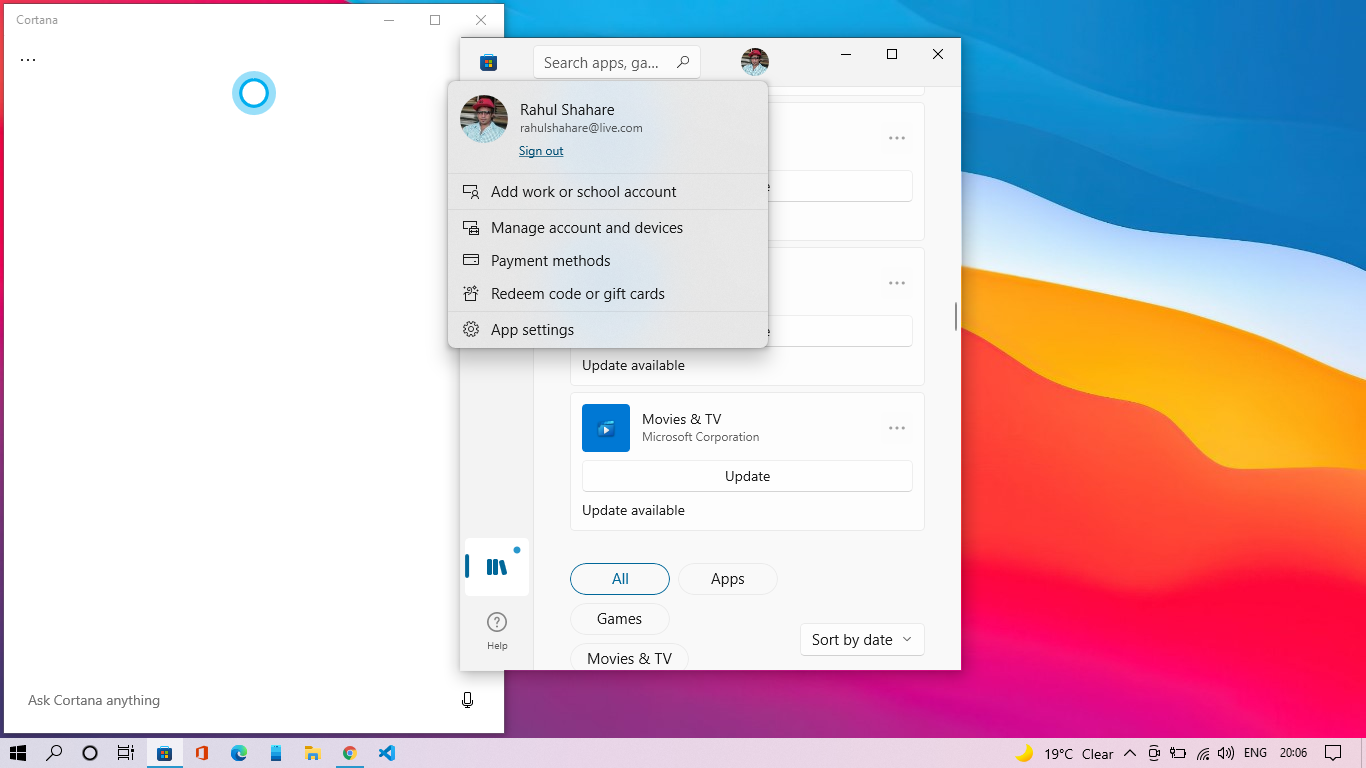 Cortana
...
Ask Cortana anything
Search apps, ga...
Rahul Shahare
rahulshahare@live.com
Sign out
Add work or school account
Manage account and devices
Payment methods
Redeem code or gift cards
App settings
Update available
Movies & TV
Microsoft Corporation
Update
Update available
All
Apps
Games
Movies & TV
Sort by date
Help
19°C Clear
ENG
20:06